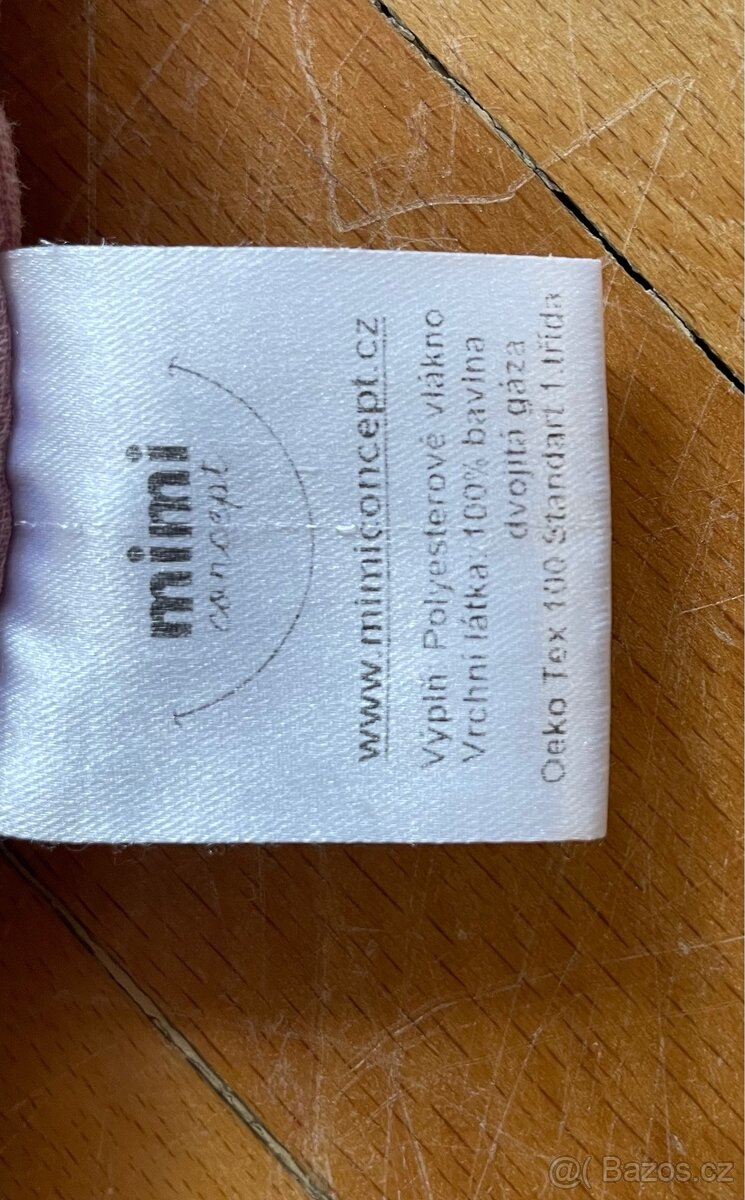 mimi
concept
www.mimiconcept.cz
Výplň Polyesterové vlákno
Vrchní látka: 100% bavlna
dvojitá gáza
Oeko Tex 100 Standart 1.třída
@( Bazos.cz